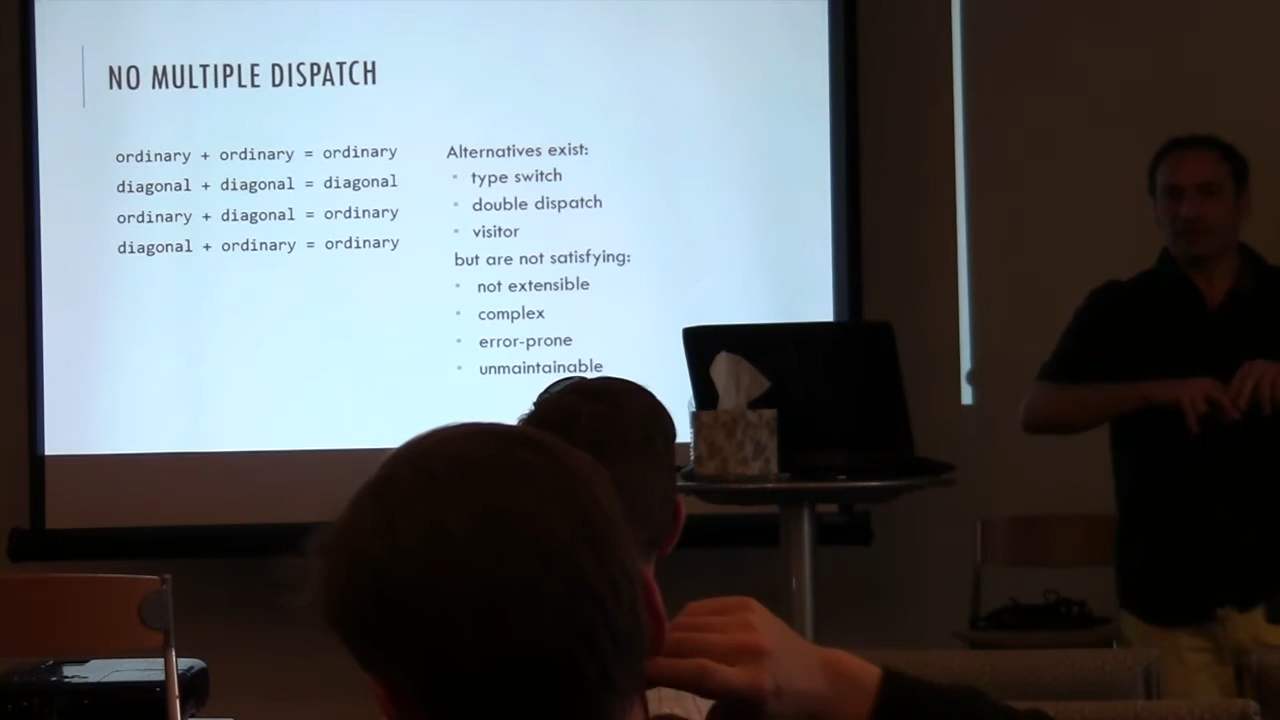 NO MULTIPLE DISPATCH
ordinary + ordinary = ordinary
diagonal + diagonal = diagonal
ordinary + diagonal = ordinary
diagonal + ordinary = ordinary
Alternatives exist:
• type switch
• double dispatch
• visitor
but are not satisfying:
• not extensible
• complex
• error-prone
• unmaintainable